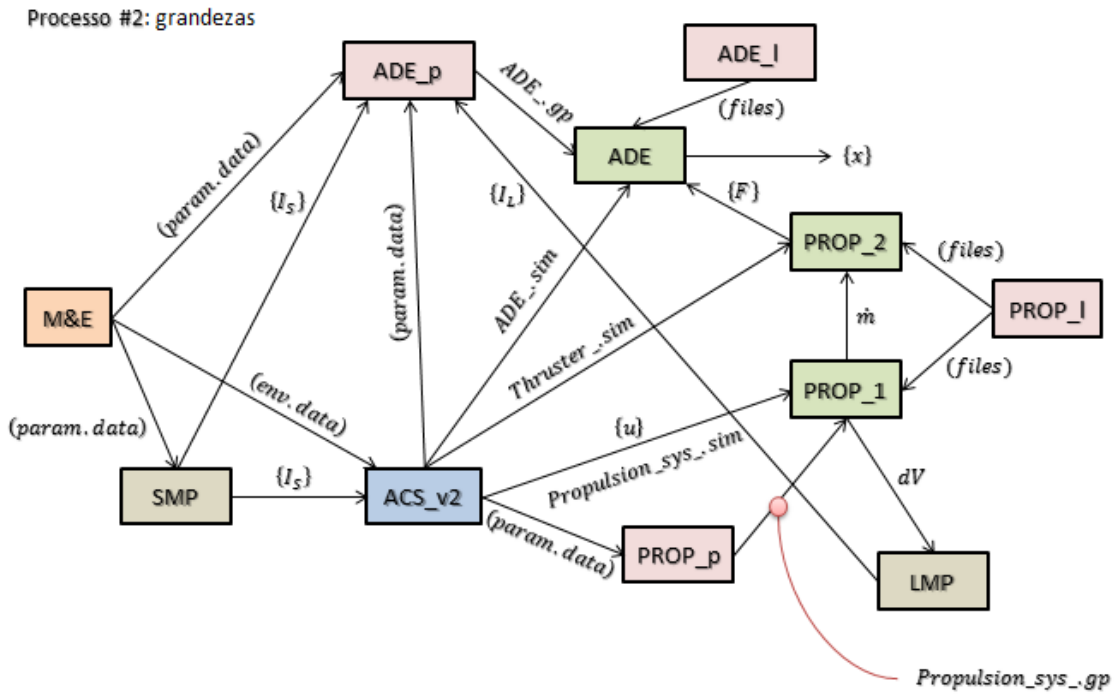 Processo #2: grandezas
ADE_p
ADE_l
ADE_.gp
(files)
ADE
{x}
(param.data)
{I_S}
(param.data)
{I_L}
{F}
ADE_.sim
PROP_2
(files)
M&E
Thruster_.sim
ṁ
PROP_l
(env.data)
(files)
PROP_1
(param.data)
{u}
{I_S}
Propulsion_sys_.sim
dV
SMP
ACS_v2
(param.data)
PROP_p
LMP
Propulsion_sys_.gp